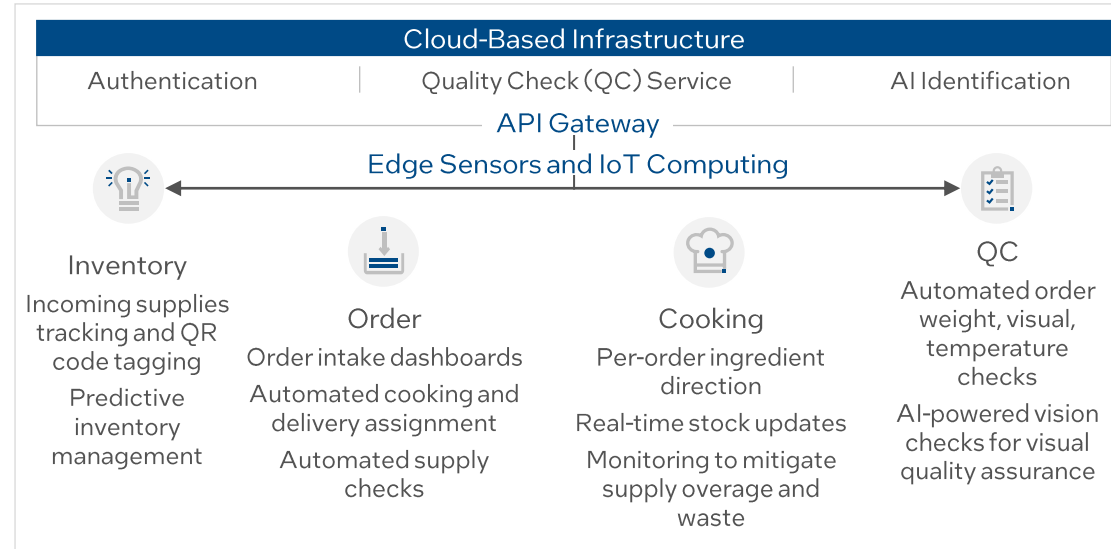 Cloud-Based Infrastructure
Authentication
Quality Check (QC) Service
AI Identification
API Gateway
Edge Sensors and IoT Computing
Inventory
Incoming supplies
tracking and QR
code tagging
Predictive
inventory
management
Order
Order intake dashboards
Automated cooking and
delivery assignment
Automated supply
checks
Cooking
Per-order ingredient
direction
Real-time stock updates
Monitoring to mitigate
supply overage and
waste
QC
Automated order
weight, visual,
temperature
checks
AI-powered vision
checks for visual
quality assurance